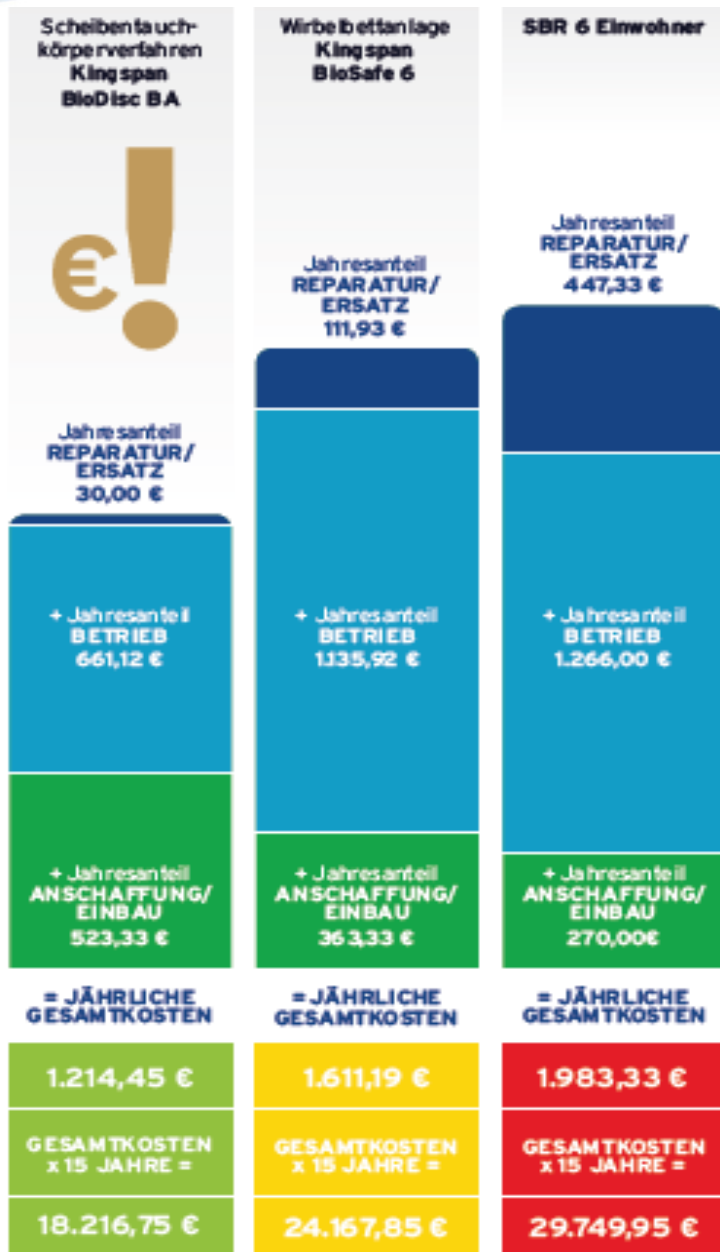 Scheibentauch-
körperverfahren
Kingspan
BioDisc BA
€!
Jahresanteil
REPARATUR/
ERSATZ
30,00 €
+ Jahresanteil
BETRIEB
661,12 €
+ Jahresanteil
ANSCHAFFUNG/
EINBAU
523,33 €
= JÄHRLICHE
GESAMTKOSTEN
1.214,45 €
GESAMTKOSTEN
x 15 JAHRE =
18.216,75 €
Wirbelbettanlage
Kingspan
BioSafe 6
Jahresanteil
REPARATUR/
ERSATZ
111,93 €
+ Jahresanteil
BETRIEB
1.135,92 €
+ Jahresanteil
ANSCHAFFUNG/
EINBAU
363,33 €
= JÄHRLICHE
GESAMTKOSTEN
1.611,19 €
GESAMTKOSTEN
x 15 JAHRE =
24.167,85 €
SBR 6 Einwohner
Jahresanteil
REPARATUR/
ERSATZ
447,33 €
+ Jahresanteil
BETRIEB
1.266,00 €
+ Jahresanteil
ANSCHAFFUNG/
EINBAU
270,00€
= JÄHRLICHE
GESAMTKOSTEN
1.983,33 €
GESAMTKOSTEN
x 15 JAHRE =
29.749,95 €